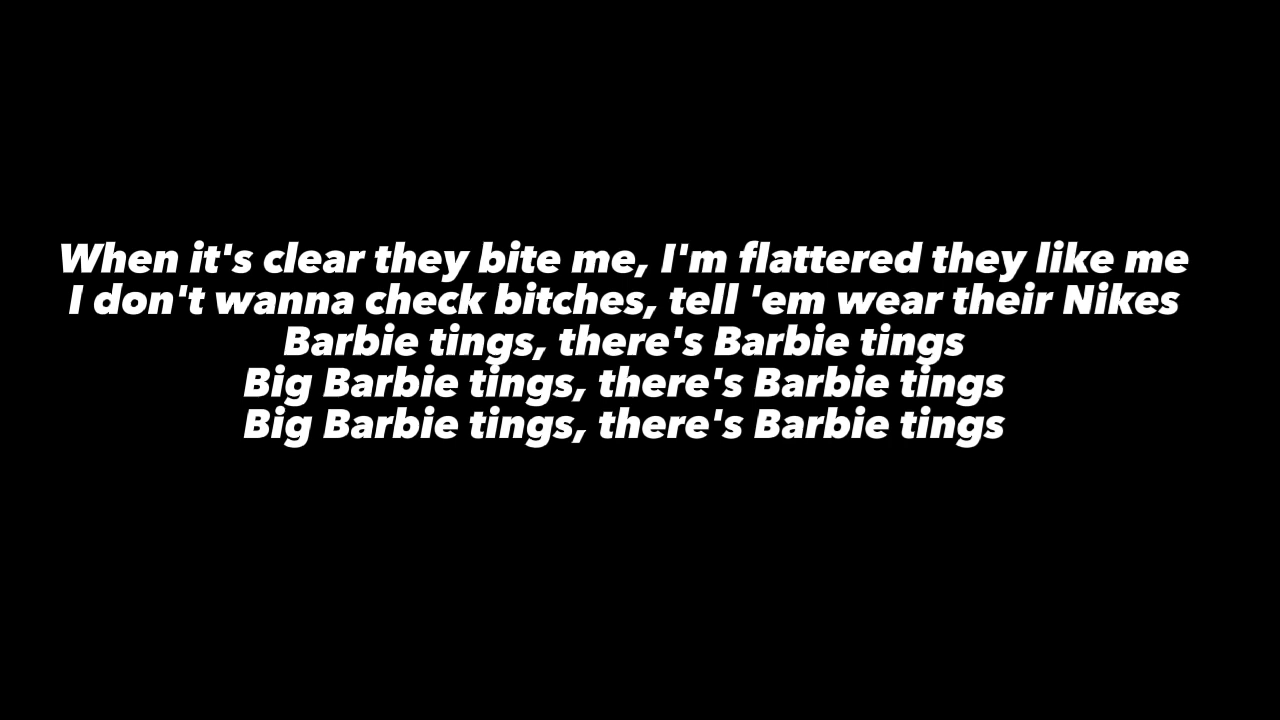 When it's clear they bite me, I'm flattered they like me
I don't wanna check bitches, tell 'em wear their Nikes
Barbie tings, there's Barbie tings
Big Barbie tings, there's Barbie tings
Big Barbie tings, there's Barbie tings